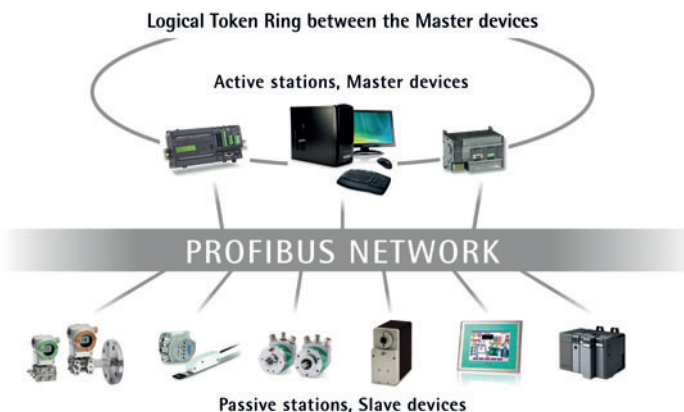 Logical Token Ring between the Master devices
Active stations, Master devices
PROFIBUS NETWORK
Passive stations, Slave devices